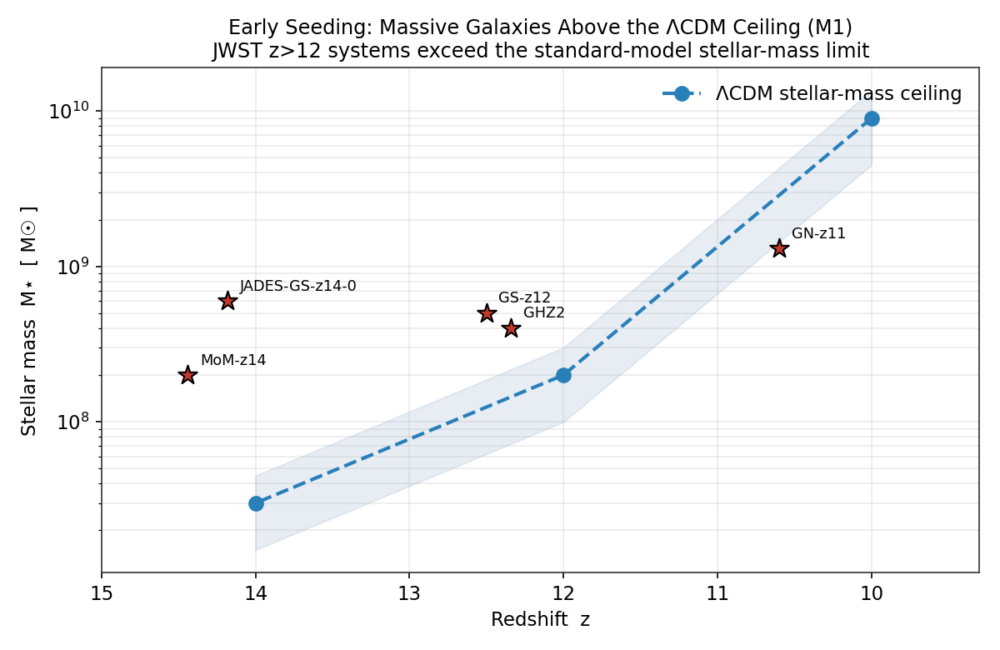 Early Seeding: Massive Galaxies Above the ΛCDM Ceiling (M1)
JWST z>12 systems exceed the standard-model stellar-mass limit
ΛCDM stellar-mass ceiling
10¹⁰
10⁹
10⁸
Stellar mass M⋆ [ M☉ ]
GN-z11
JADES-GS-z14-0
GS-z12
GHZ2
MoM-z14
15 14 13 12 11 10
Redshift z